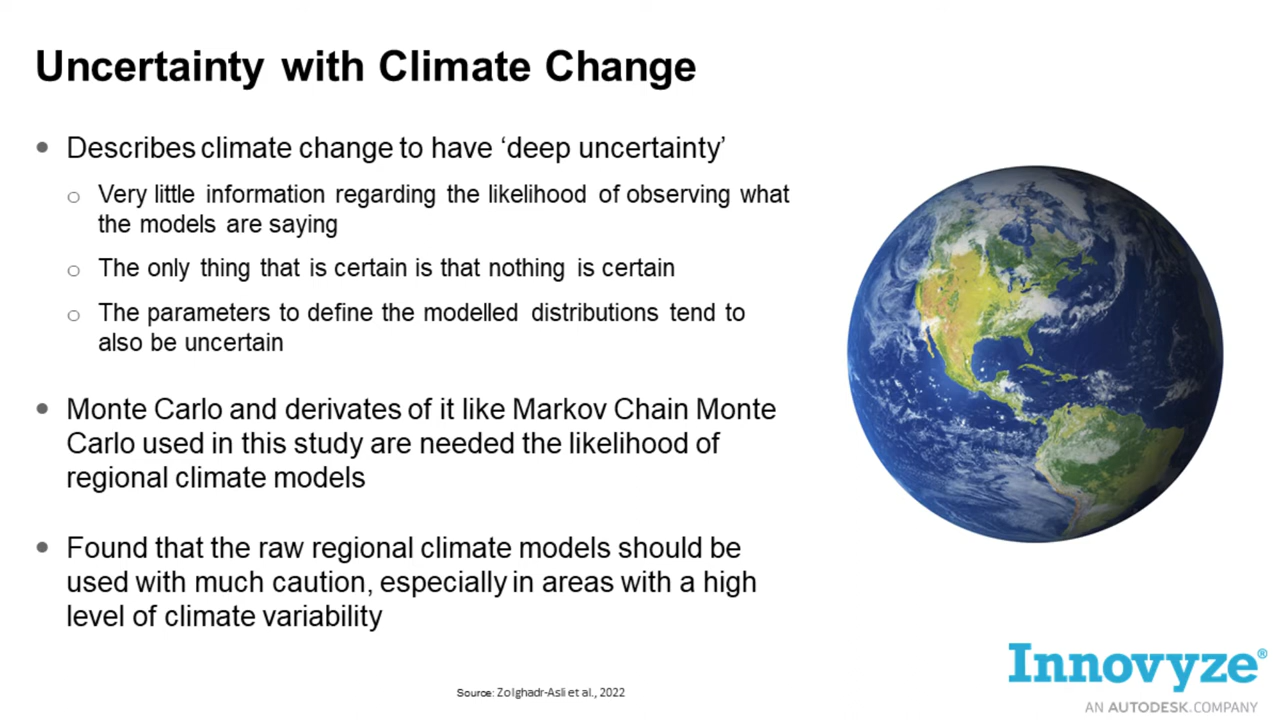 Uncertainty with Climate Change
• Describes climate change to have ‘deep uncertainty’
o Very little information regarding the likelihood of observing what
the models are saying
o The only thing that is certain is that nothing is certain
o The parameters to define the modelled distributions tend to
also be uncertain
• Monte Carlo and derivates of it like Markov Chain Monte
Carlo used in this study are needed the likelihood of
regional climate models
• Found that the raw regional climate models should be
used with much caution, especially in areas with a high
level of climate variability
Source: Zolghadr-Asli et al., 2022
Innovyze®
AN AUTODESK COMPANY